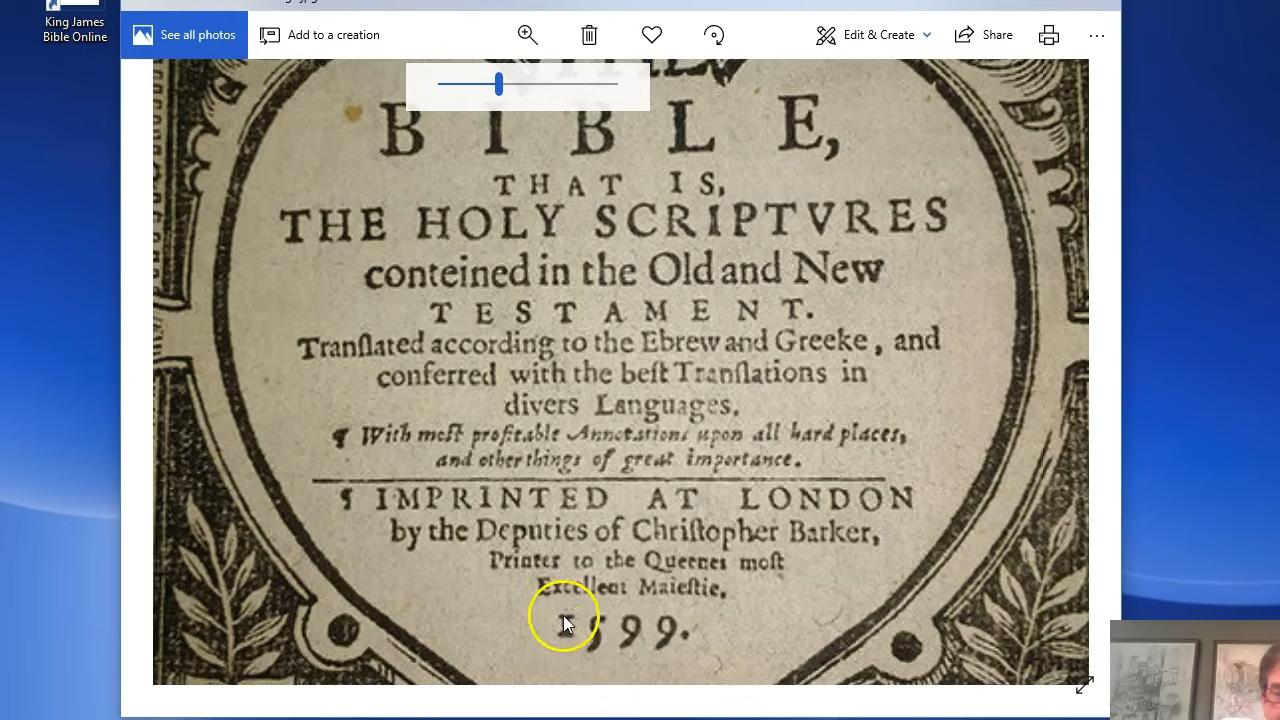 King James
Bible Online
See all photos
Add to a creation
Edit & Create
Share
BIBLE,
THAT IS,
THE HOLY SCRIPTVRES
conteined in the Old and New
TESTAMENT.
Tranſlated according to the Ebrew and Greeke, and
conferred with the beſt Tranſlations in
divers Languages.
¶ With moſt profitable Annotations upon all hard places,
and other things of great importance.
¶ IMPRINTED AT LONDON
by the Deputies of Chriſtopher Barker,
Printer to the Queenes moſt
Excellent Maieſtie.
1599.